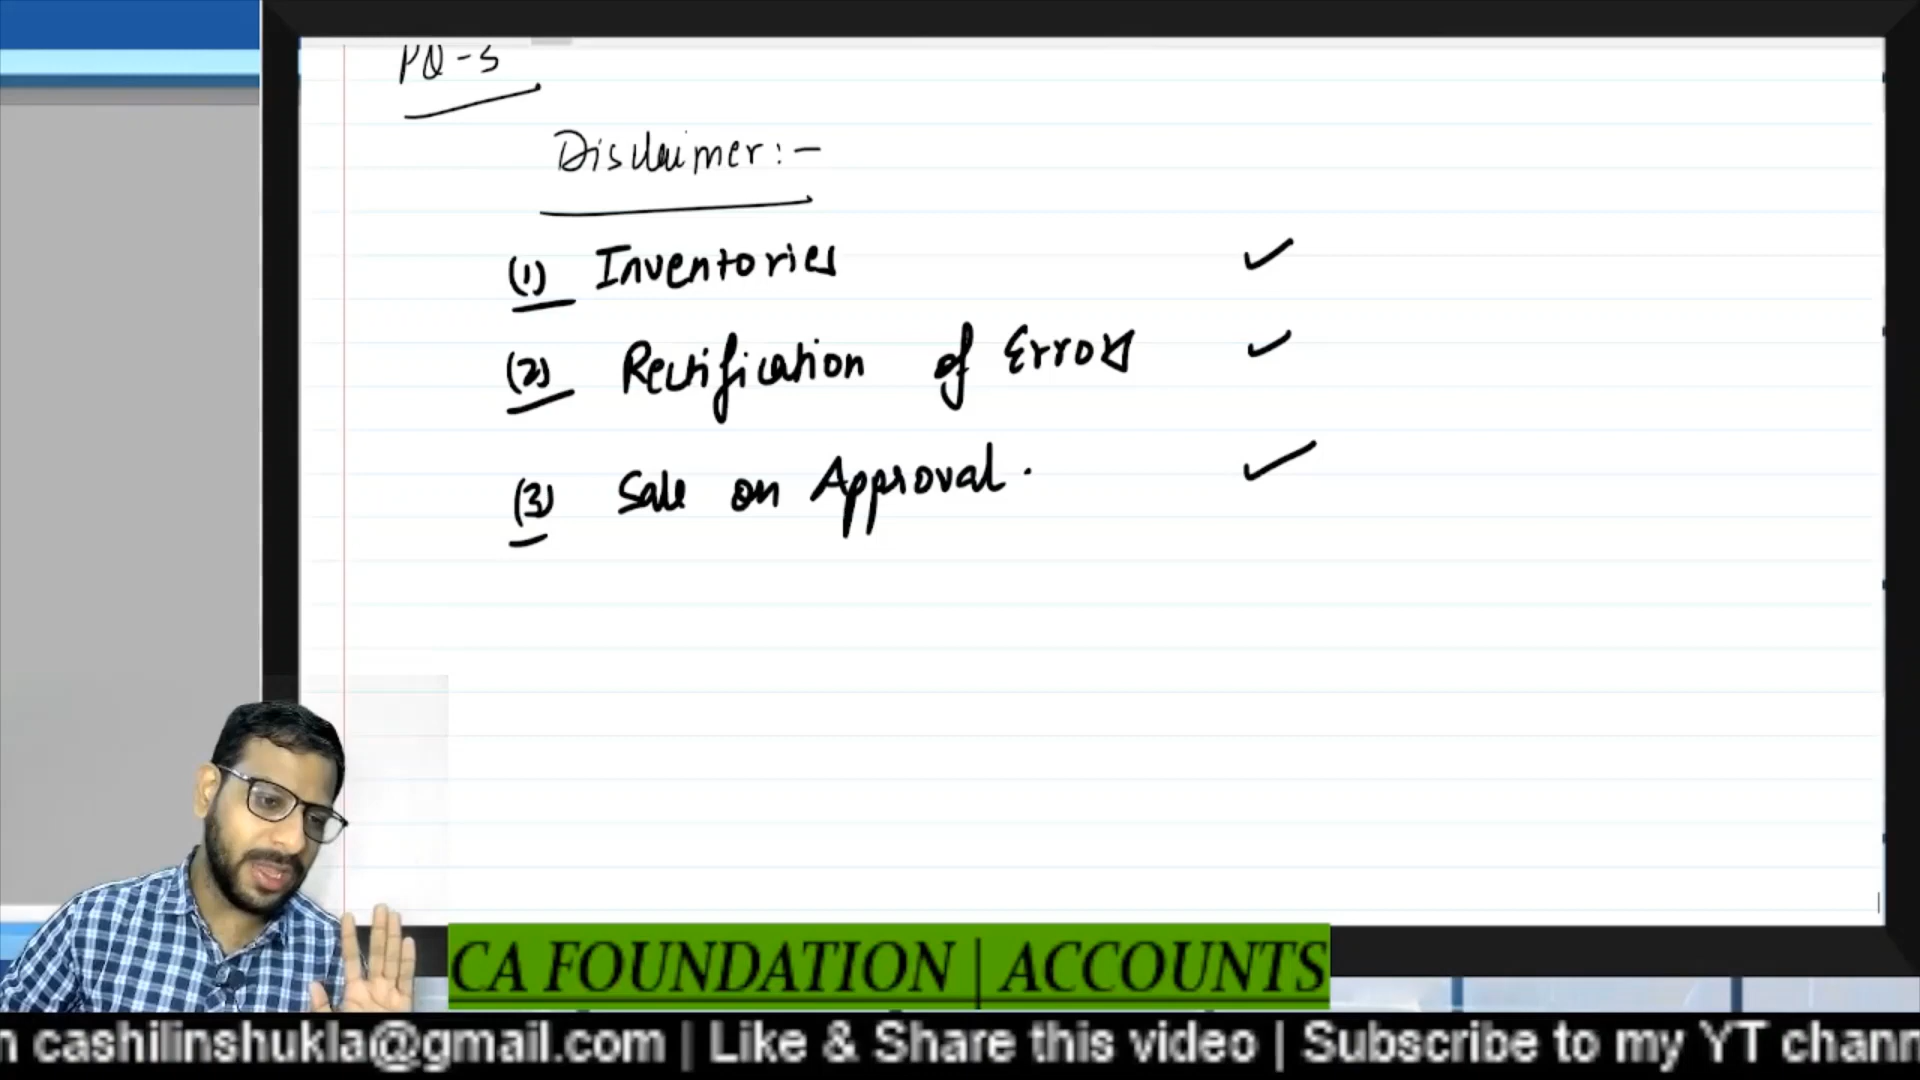 PQ-5
Disclaimer:-
(1) Inventories
(2) Rectification of Errors
(3) Sale on Approval.
CA FOUNDATION | ACCOUNTS
n cashilinshukla@gmail.com | Like & Share this video | Subscribe to my YT chann